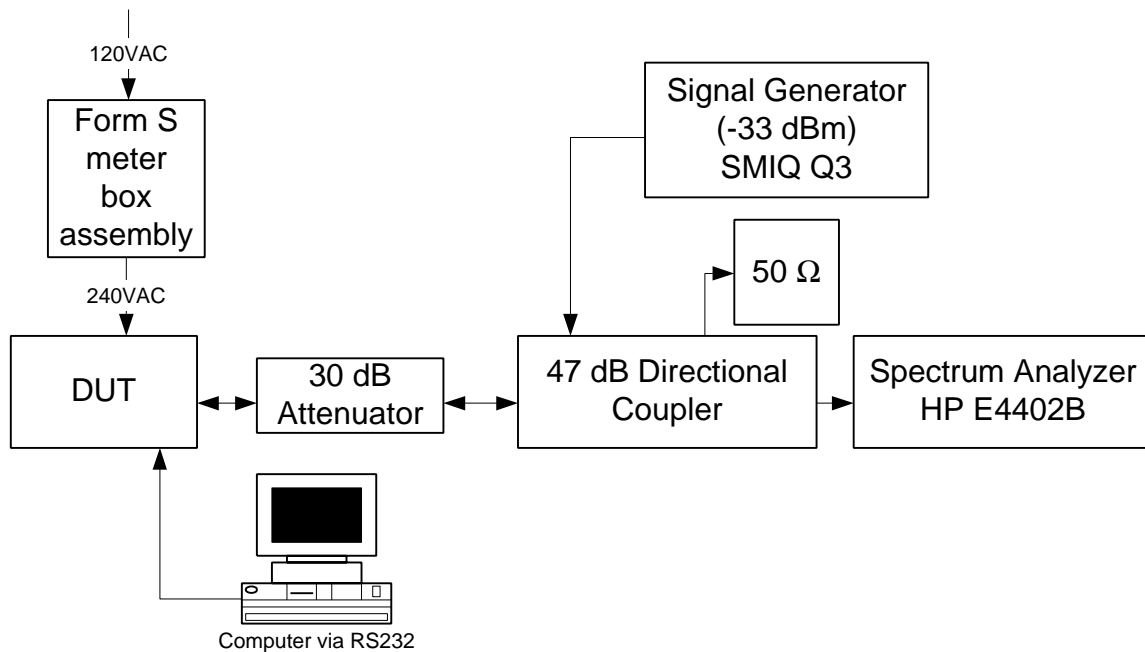 120VAC
Form S
meter
box
assembly
240VAC
DUT
30 dB
Attenuator
Signal Generator
(-33 dBm)
SMIQ Q3
50 Ω
47 dB Directional
Coupler
Spectrum Analyzer
HP E4402B
Computer via RS232